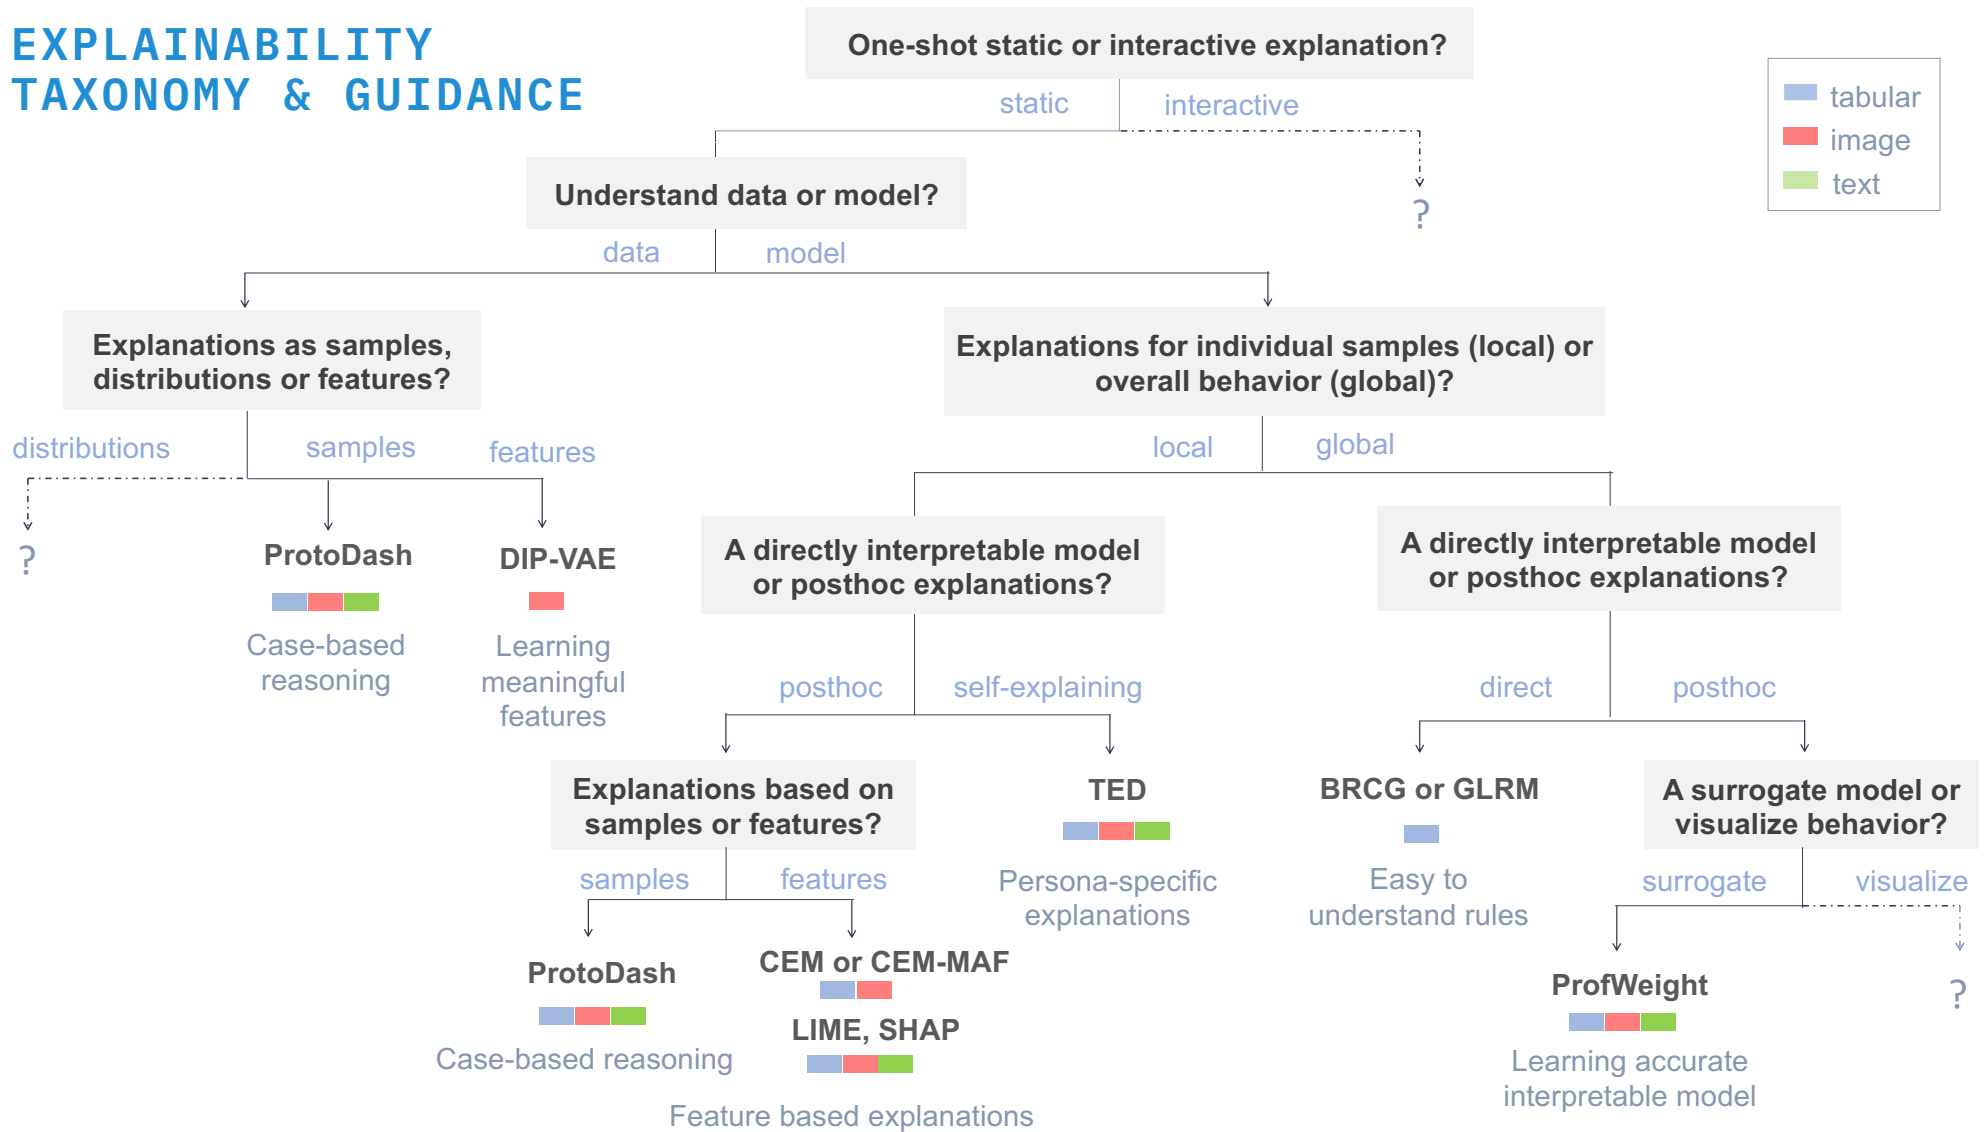 EXPLAINABILITY
TAXONOMY & GUIDANCE
One-shot static or interactive explanation?
static
interactive
tabular
image
text
Understand data or model?
?
data
model
Explanations as samples,
distributions or features?
Explanations for individual samples (local) or
overall behavior (global)?
distributions
samples
features
local
global
?
ProtoDash
Case-based
reasoning
DIP-VAE
Learning
meaningful
features
A directly interpretable model
or posthoc explanations?
A directly interpretable model
or posthoc explanations?
posthoc
self-explaining
direct
posthoc
Explanations based on
samples or features?
TED
Persona-specific
explanations
BRCG or GLRM
Easy to
understand rules
A surrogate model or
visualize behavior?
samples
features
surrogate
visualize
ProtoDash
Case-based reasoning
CEM or CEM-MAF
LIME, SHAP
Feature based explanations
ProfWeight
Learning accurate
interpretable model
?